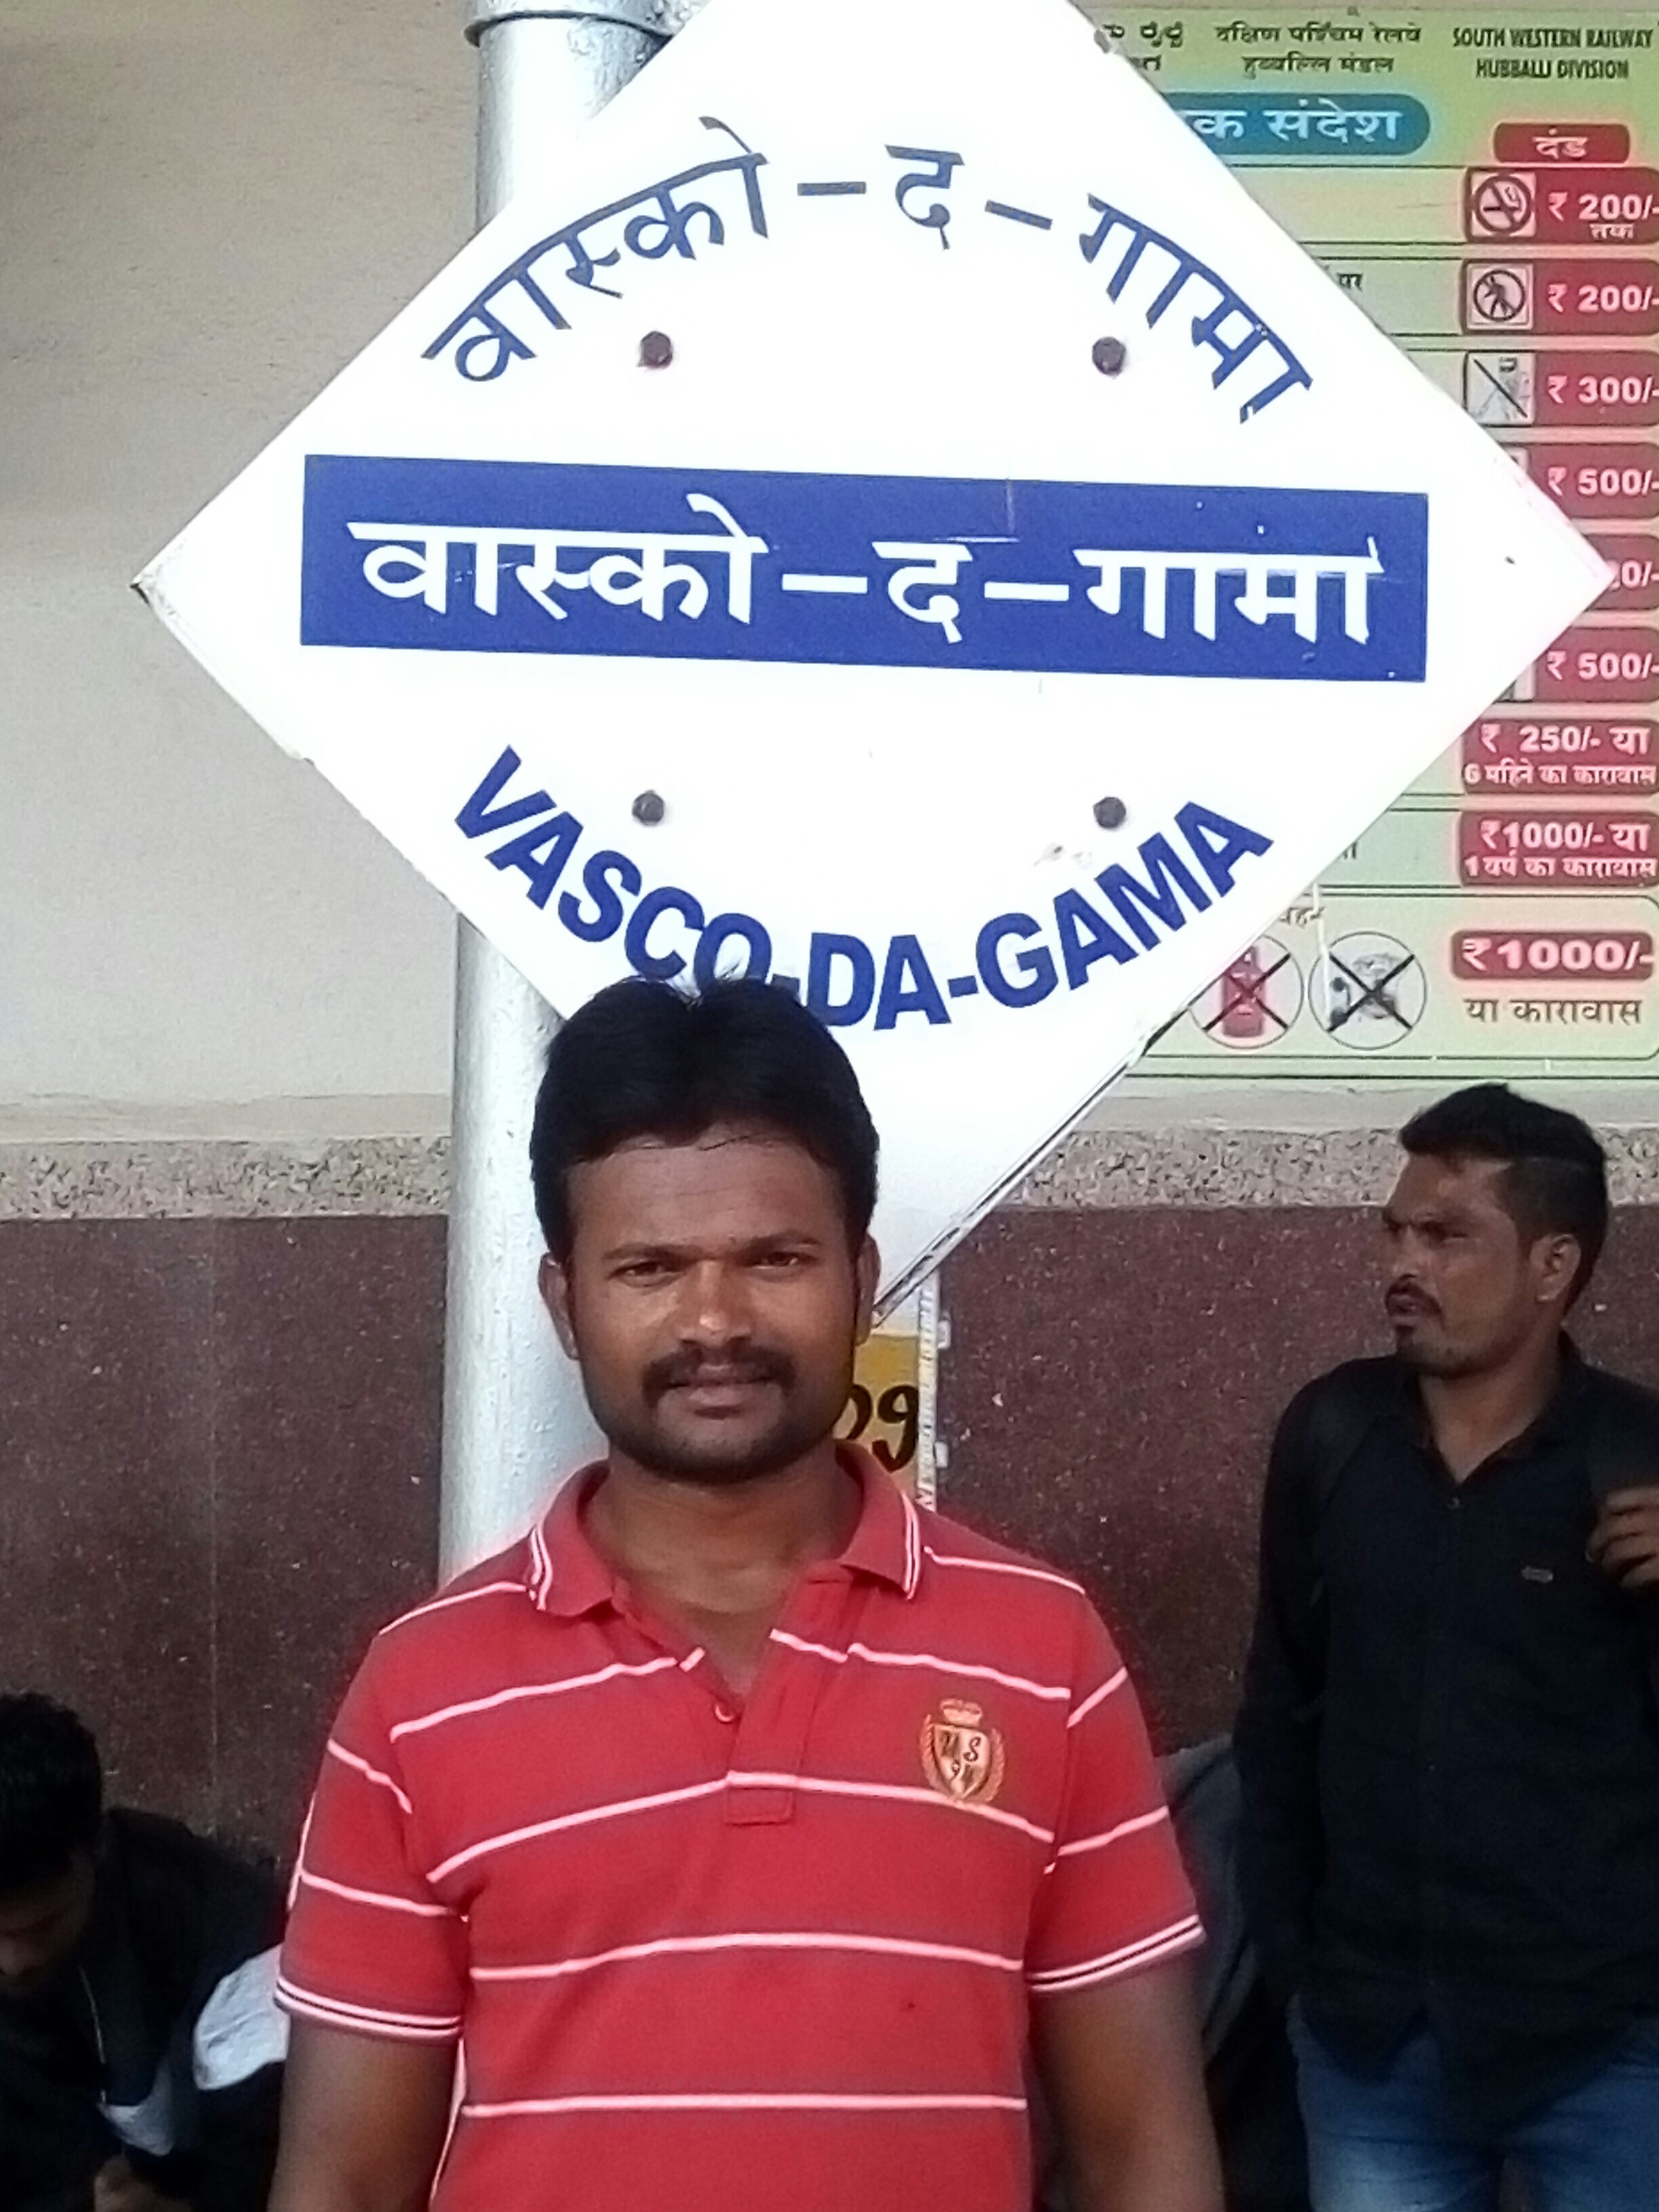 वास्को-द-गामा
वास्को-द-गामा
VASCO-DA-GAMA
दक्षिण पश्चिम रेलवे
हुब्बल्लि मंडल
SOUTH WESTERN RAILWAY
HUBBALLI DIVISION
संदेश
दंड
₹ 200/-
तक
₹ 200/-
पर
₹ 300/-
₹ 500/-
₹ 500/-
₹ 250/- या
6 महिने का कारावास
₹1000/- या
1 वर्ष का कारावास
₹1000/-
या कारावास